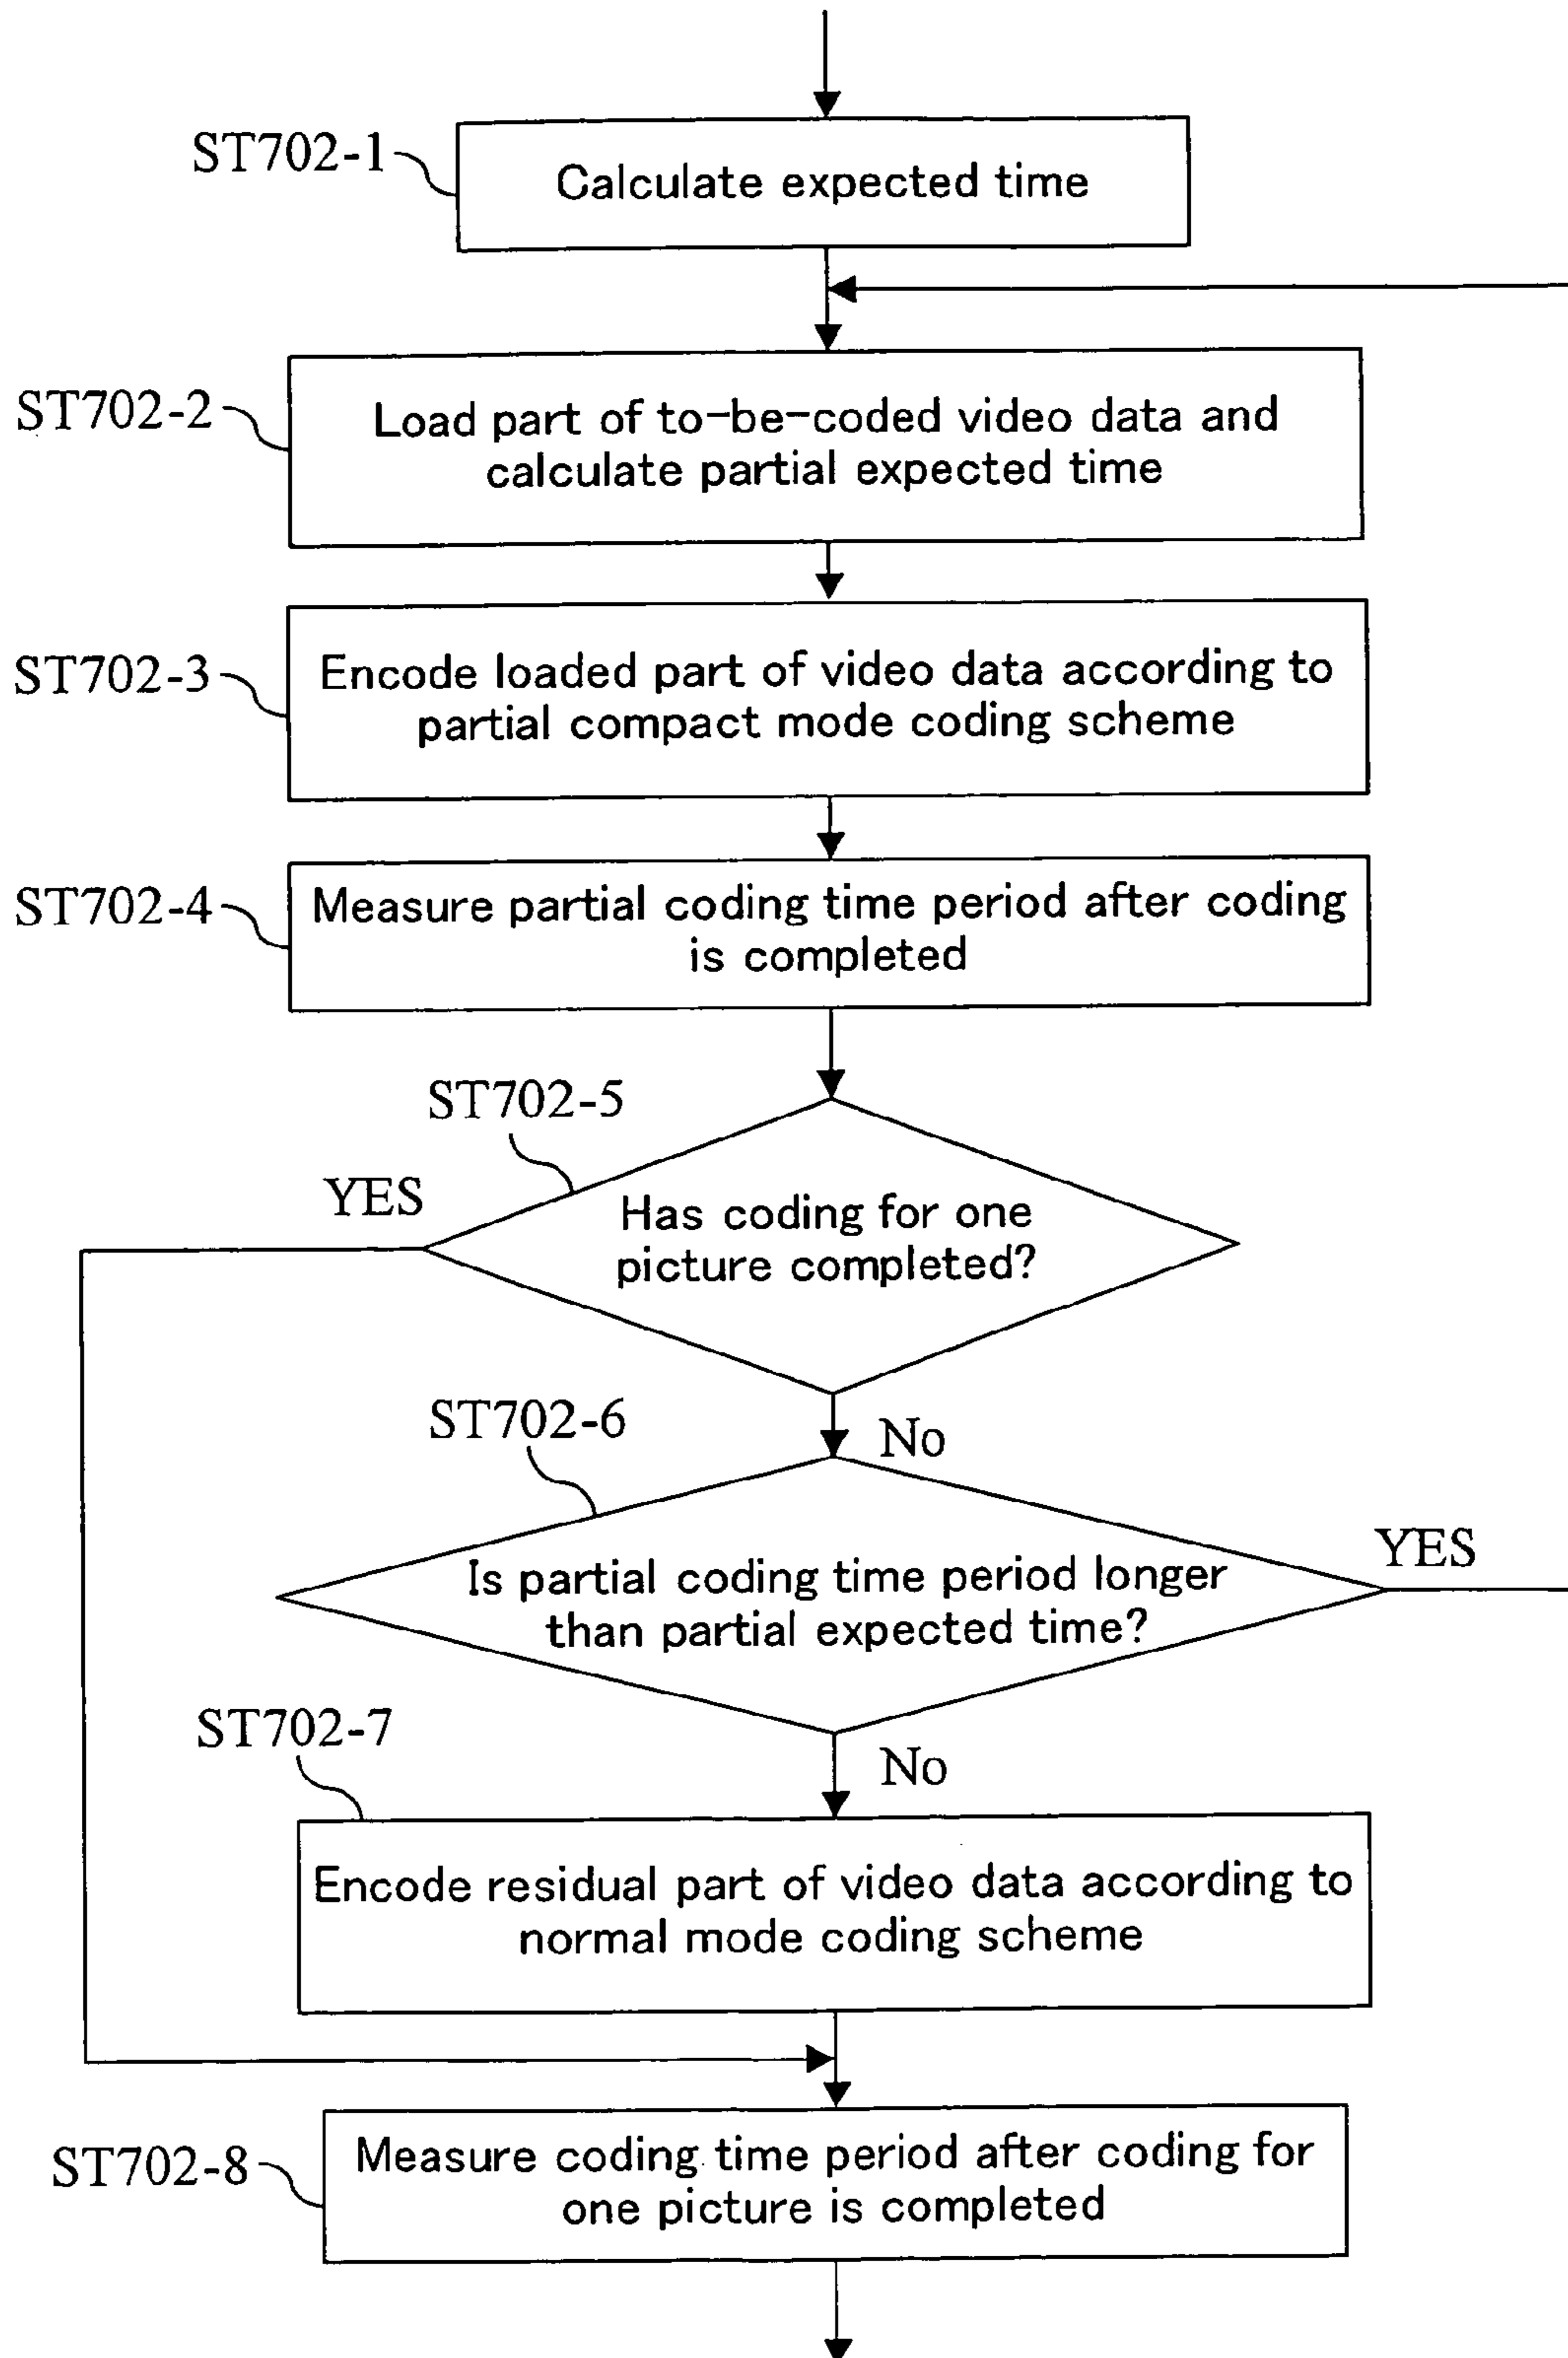 ST702-1
Calculate expected time
ST702-2
Load part of to-be-coded video data and
calculate partial expected time
ST702-3
Encode loaded part of video data according to
partial compact mode coding scheme
ST702-4
Measure partial coding time period after coding
is completed
ST702-5
YES
Has coding for one
picture completed?
No
ST702-6
YES
Is partial coding time period longer
than partial expected time?
No
ST702-7
Encode residual part of video data according to
normal mode coding scheme
ST702-8
Measure coding time period after coding for
one picture is completed